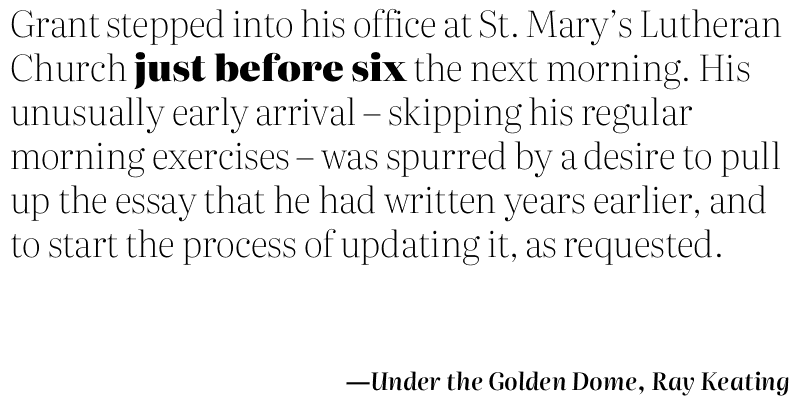 Grant stepped into his office at St. Mary’s Lutheran
Church just before six the next morning. His
unusually early arrival – skipping his regular
morning exercises – was spurred by a desire to pull
up the essay that he had written years earlier, and
to start the process of updating it, as requested.
—Under the Golden Dome, Ray Keating